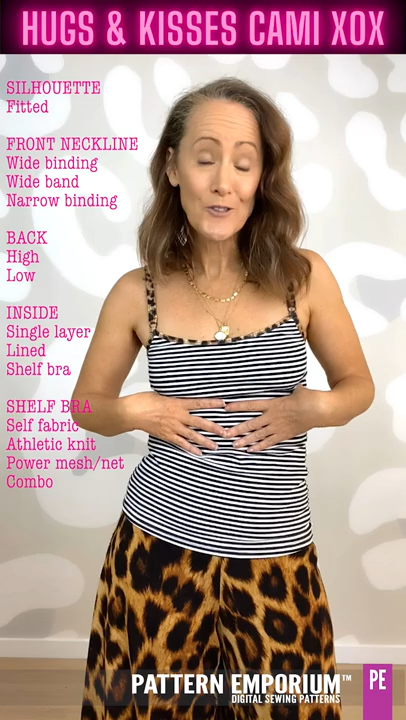 HUGS & KISSES CAMI XOX
SILHOUETTE
Fitted
FRONT NECKLINE
Wide binding
Wide band
Narrow binding
BACK
High
Low
INSIDE
Single layer
Lined
Shelf bra
SHELF BRA
Self fabric
Athletic knit
Power mesh/net
Combo
PATTERN EMPORIUM™
DIGITAL SEWING PATTERNS
PE